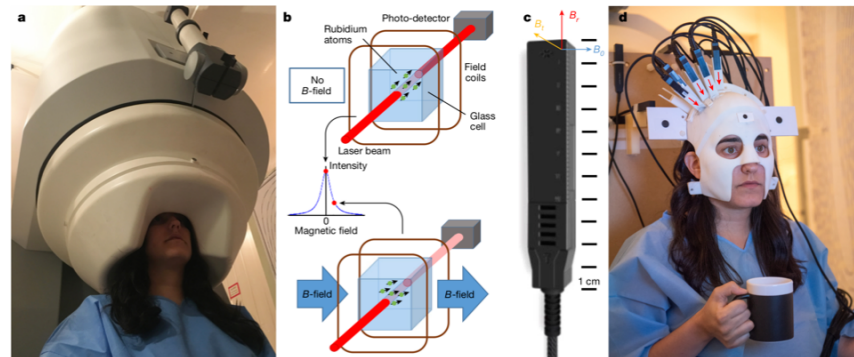 a
b
Photo-detector
Rubidium
atoms
No
B-field
Field
coils
Glass
cell
Laser beam
Intensity
0
Magnetic field
B-field
B-field
c
Bt
Br
B0
1 cm
d